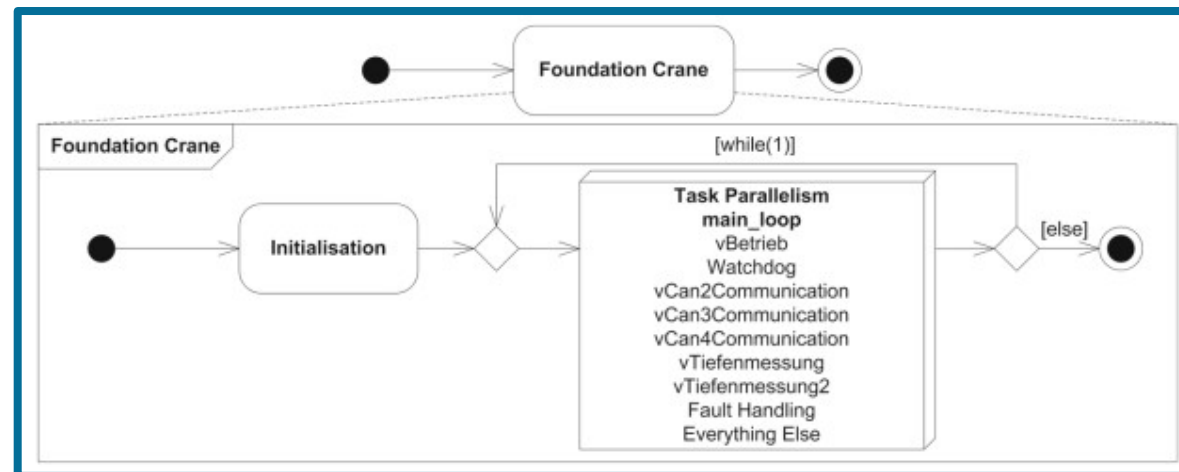 Foundation Crane
Foundation Crane
[while(1)]
Initialisation
Task Parallelism
main_loop
vBetrieb
Watchdog
vCan2Communication
vCan3Communication
vCan4Communication
vTiefenmessung
vTiefenmessung2
Fault Handling
Everything Else
[else]